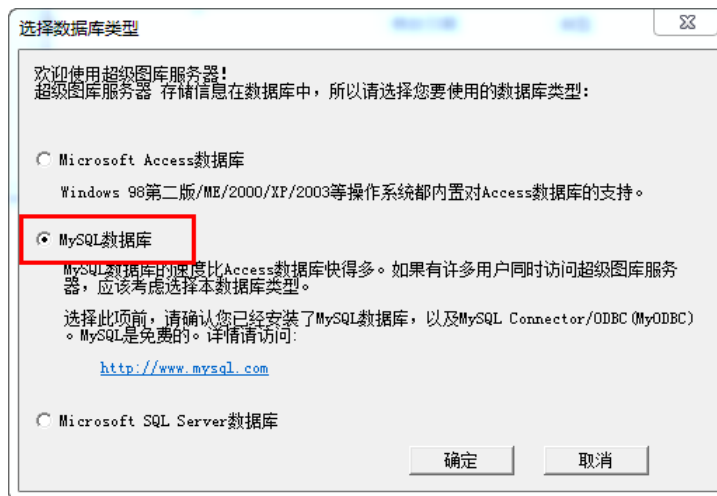 选择数据库类型
欢迎使用超级图库服务器!
超级图库服务器 存储信息在数据库中，所以请选择您要使用的数据库类型:
Microsoft Access数据库
Windows 98第二版/ME/2000/XP/2003等操作系统都内置对Access数据库的支持。
MySQL数据库
MySQL数据库的速度比Access数据库快得多。如果有许多用户同时访问超级图库服务
器，应该考虑选择本数据库类型。
选择此项前，请确认您已经安装了MySQL数据库，以及MySQL Connector/ODBC(MyODBC)
。MySQL是免费的。详情请访问:
http://www.mysql.com
Microsoft SQL Server数据库
确定
取消